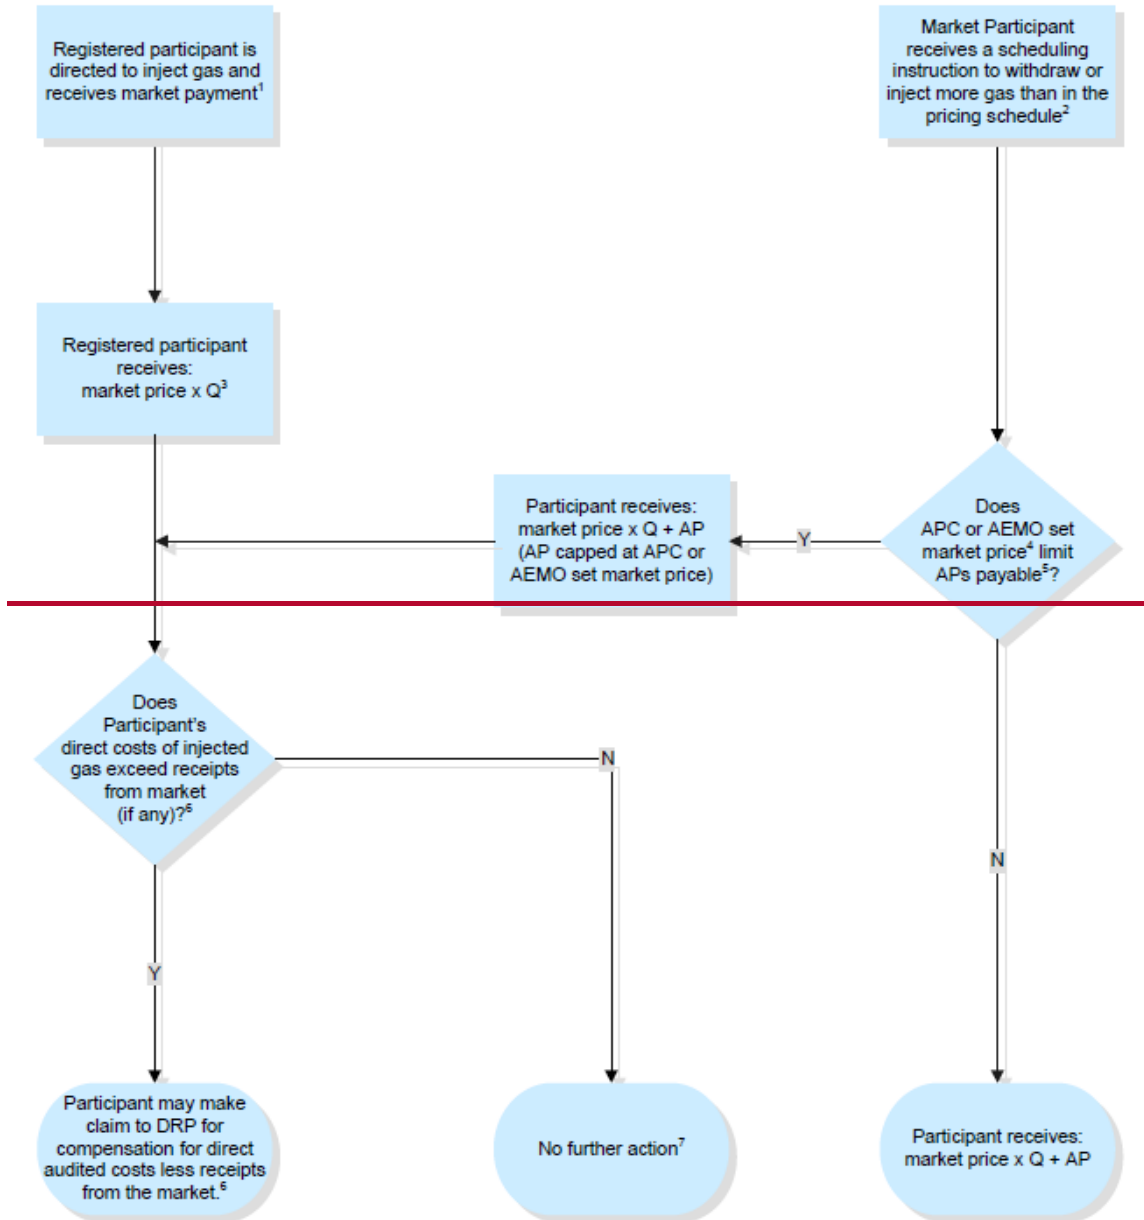 Registered participant is
directed to inject gas and
receives market payment¹
Market Participant
receives a scheduling
instruction to withdraw or
inject more gas than in the
pricing schedule²
Registered participant
receives:
market price x Q³
Participant receives:
market price x Q + AP
(AP capped at APC or
AEMO set market price)
Y
Does
APC or AEMO set
market price⁴ limit
APs payable⁵?
Does
Participant's
direct costs of injected
gas exceed receipts
from market
(if any)?⁶
N
N
Y
Participant may make
claim to DRP for
compensation for direct
audited costs less receipts
from the market.⁶
No further action⁷
Participant receives:
market price x Q + AP